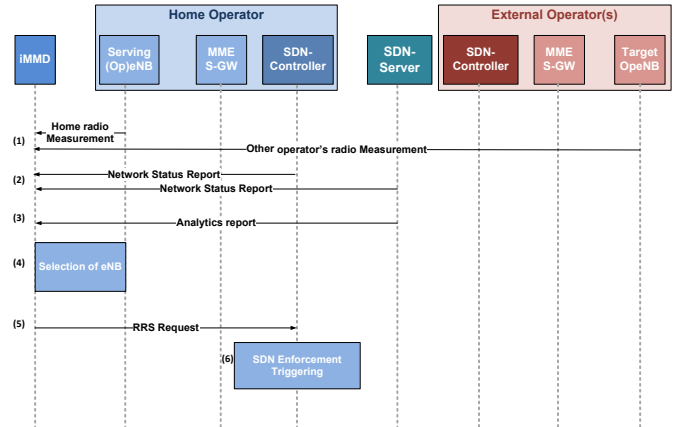 Home Operator
External Operator(s)
iMMD
Serving
(Op)eNB
MME
S-GW
SDN-
Controller
SDN-
Server
SDN-
Controller
MME
S-GW
Target
OpeNB
Home radio
(1)
Measurement
Other operator's radio Measurement
(2)
Network Status Report
Network Status Report
(3)
Analytics report
(4)
Selection of eNB
(5)
RRS Request
(6)
SDN Enforcement
Triggering